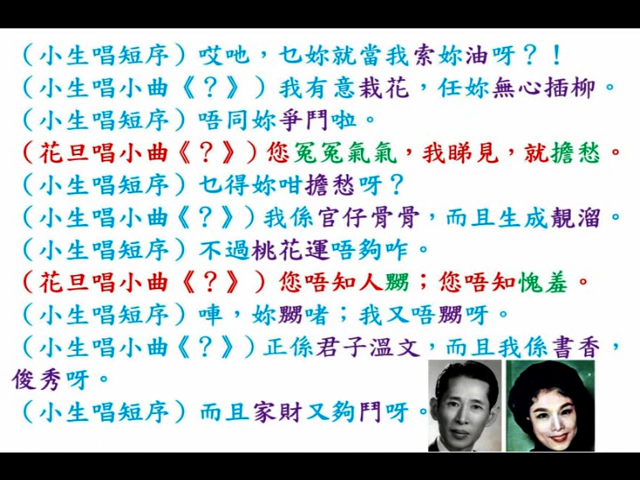 （小生唱短序）哎吔，乜妳就當我索妳油呀？！
（小生唱小曲《？》）我有意栽花，任妳無心插柳。
（小生唱短序）唔同妳爭鬥啦。
（花旦唱小曲《？》）您冤冤氣氣，我睇見，就擔愁。
（小生唱短序）乜得妳咁擔愁呀？
（小生唱小曲《？》）我係官仔骨骨，而且生成靚溜。
（小生唱短序）不過桃花運唔夠咋。
（花旦唱小曲《？》）您唔知人嬲；您唔知愧羞。
（小生唱短序）唓，妳嬲啫；我又唔嬲呀。
（小生唱小曲《？》）正係君子溫文，而且我係書香，
俊秀呀。
（小生唱短序）而且家財又夠鬥呀。